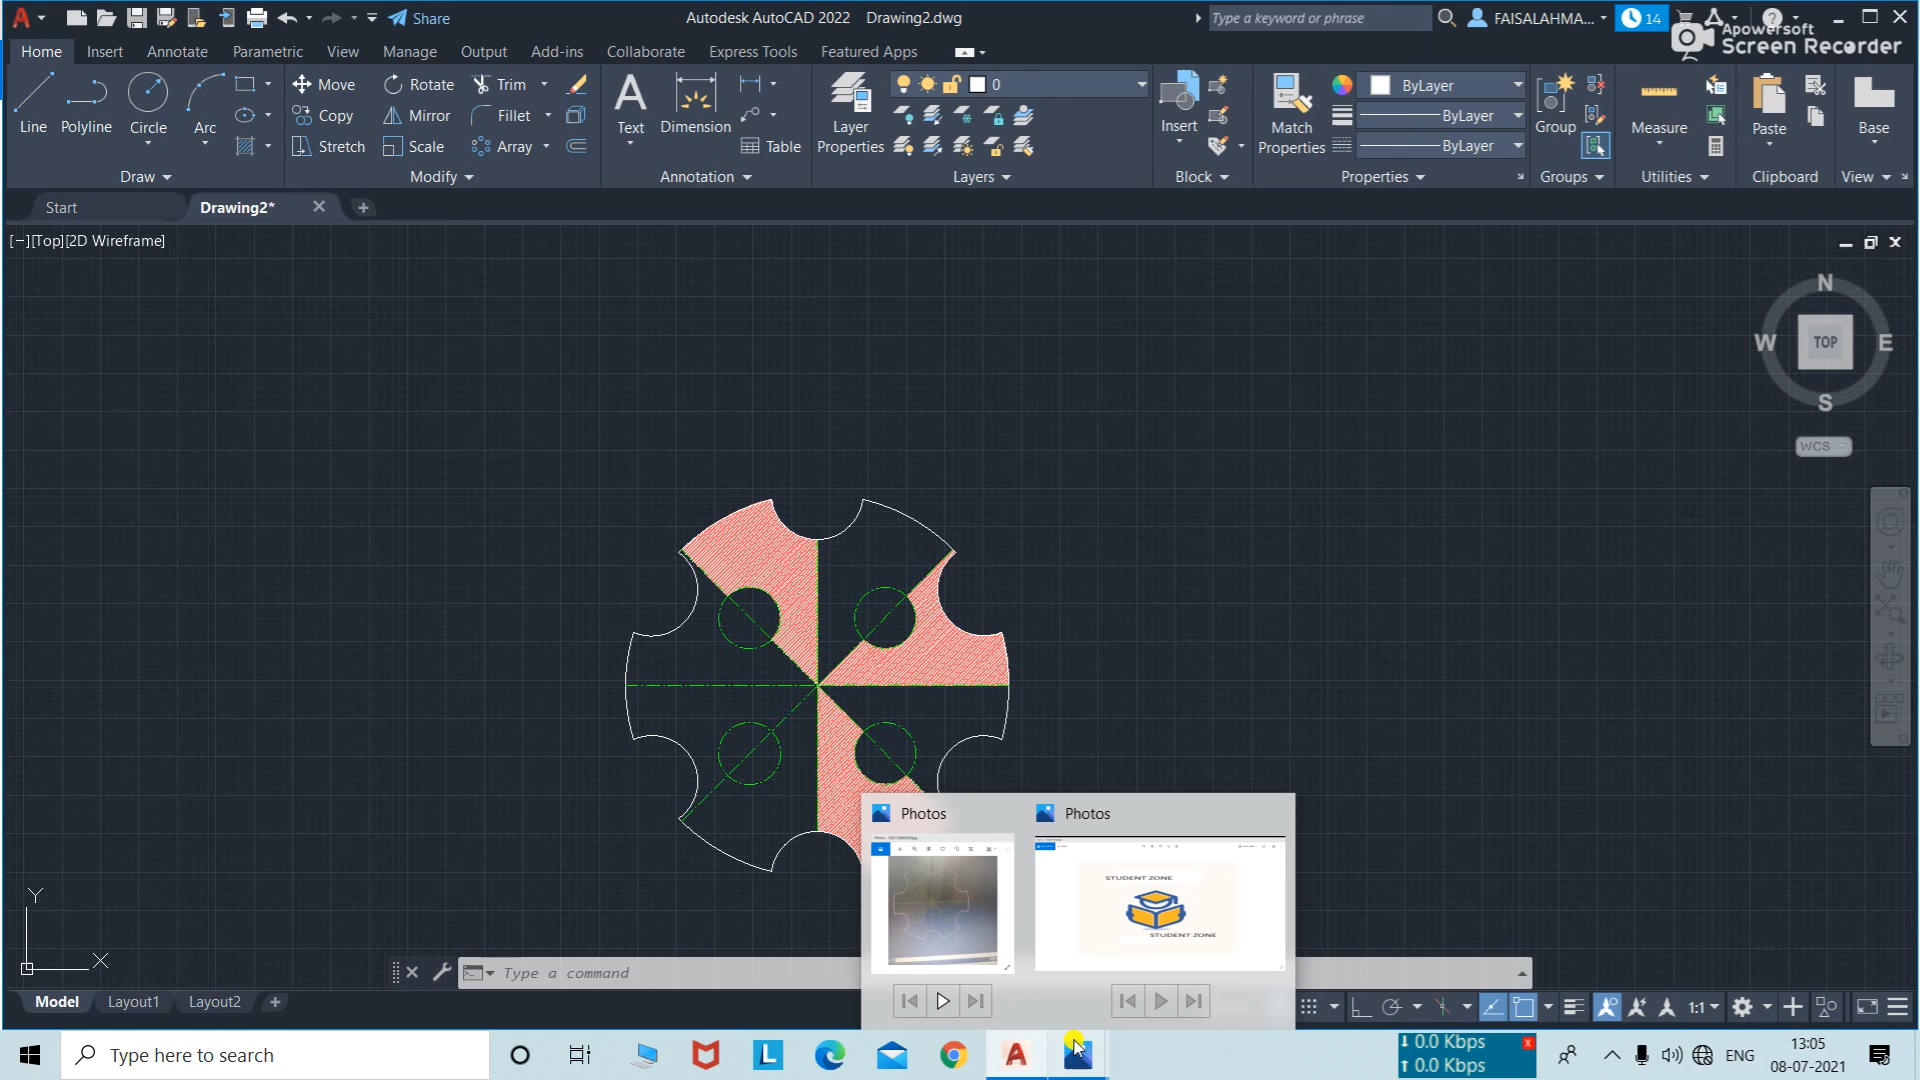 Share
Autodesk AutoCAD 2022 Drawing2.dwg
Type a keyword or phrase
FAISALAHMA...
14
Apowersoft
Screen Recorder
Home Insert Annotate Parametric View Manage Output Add-ins Collaborate Express Tools Featured Apps
Line Polyline Circle Arc
Move Rotate Trim
Copy Mirror Fillet
Stretch Scale Array
Text Dimension Table
Layer Properties
0
Insert
Match Properties
ByLayer
ByLayer
ByLayer
Group
Measure
Paste
Base
Draw Modify Annotation Layers Block Properties Groups Utilities Clipboard View
Start Drawing2*
[−][Top][2D Wireframe]
N
W TOP E
S
WCS
Photos Photos
STUDENT ZONE
STUDENT ZONE
Y
X
Type a command
Model Layout1 Layout2
1:1
Type here to search
0.0 Kbps
0.0 Kbps
ENG
13:05
08-07-2021